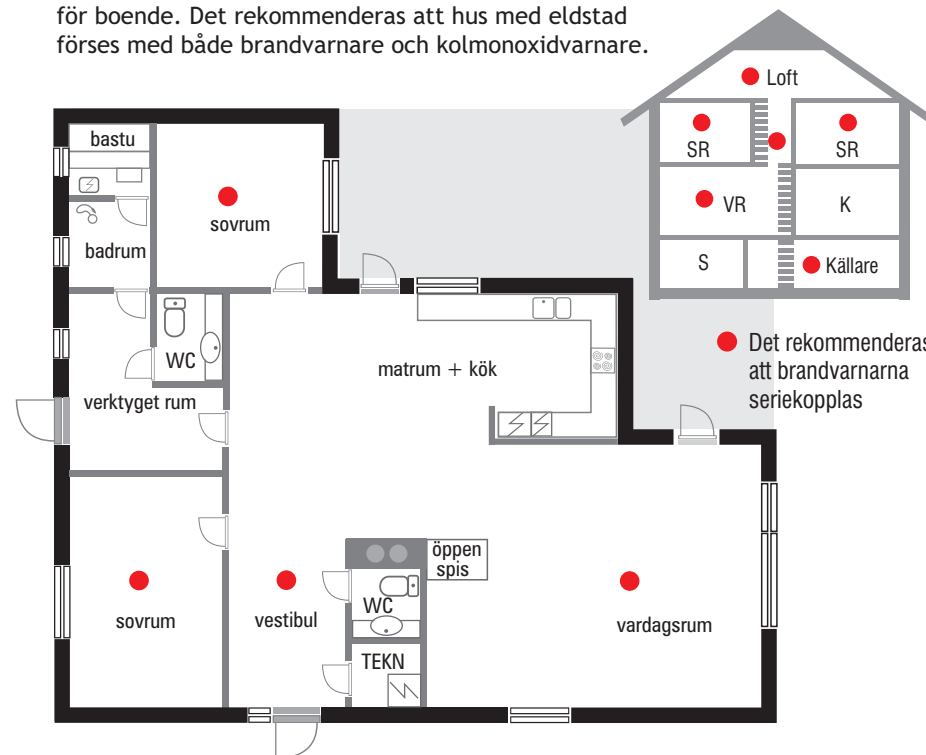 för boende. Det rekommenderas att hus med eldstad
förses med både brandvarnare och kolmonoxidvarnare.
Loft
SR
SR
VR
K
S
Källare
Det rekommenderas
att brandvarnarna
seriekopplas
bastu
sovrum
badrum
WC
matrum + kök
verktyget rum
öppen
spis
sovrum
vestibul
WC
vardagsrum
TEKN